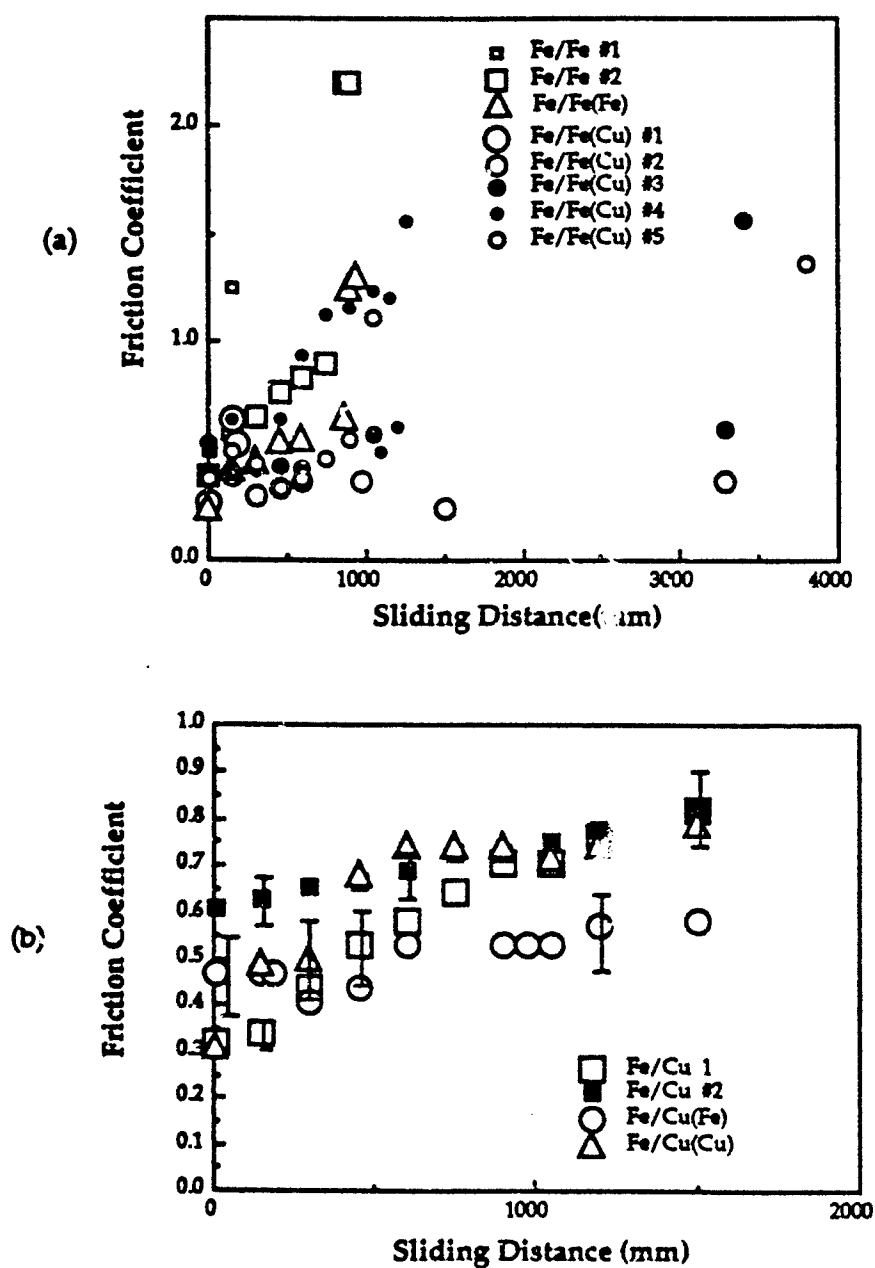 (a)
Friction Coefficient
2.0
1.0
0.0
Fe/Fe #1
Fe/Fe #2
Fe/Fe(Fe)
Fe/Fe(Cu) #1
Fe/Fe(Cu) #2
Fe/Fe(Cu) #3
Fe/Fe(Cu) #4
Fe/Fe(Cu) #5
0 1000 2000 3000 4000
Sliding
(b)
Friction Coefficient
1.0
0.9
0.8
0.7
0.6
0.5
0.4
0.3
0.2
0.1
0.0
Fe/Cu 1
Fe/Cu #2
Fe/Cu(Fe)
Fe/Cu(Cu)
0 1000 2000
Sliding Distance (mm)